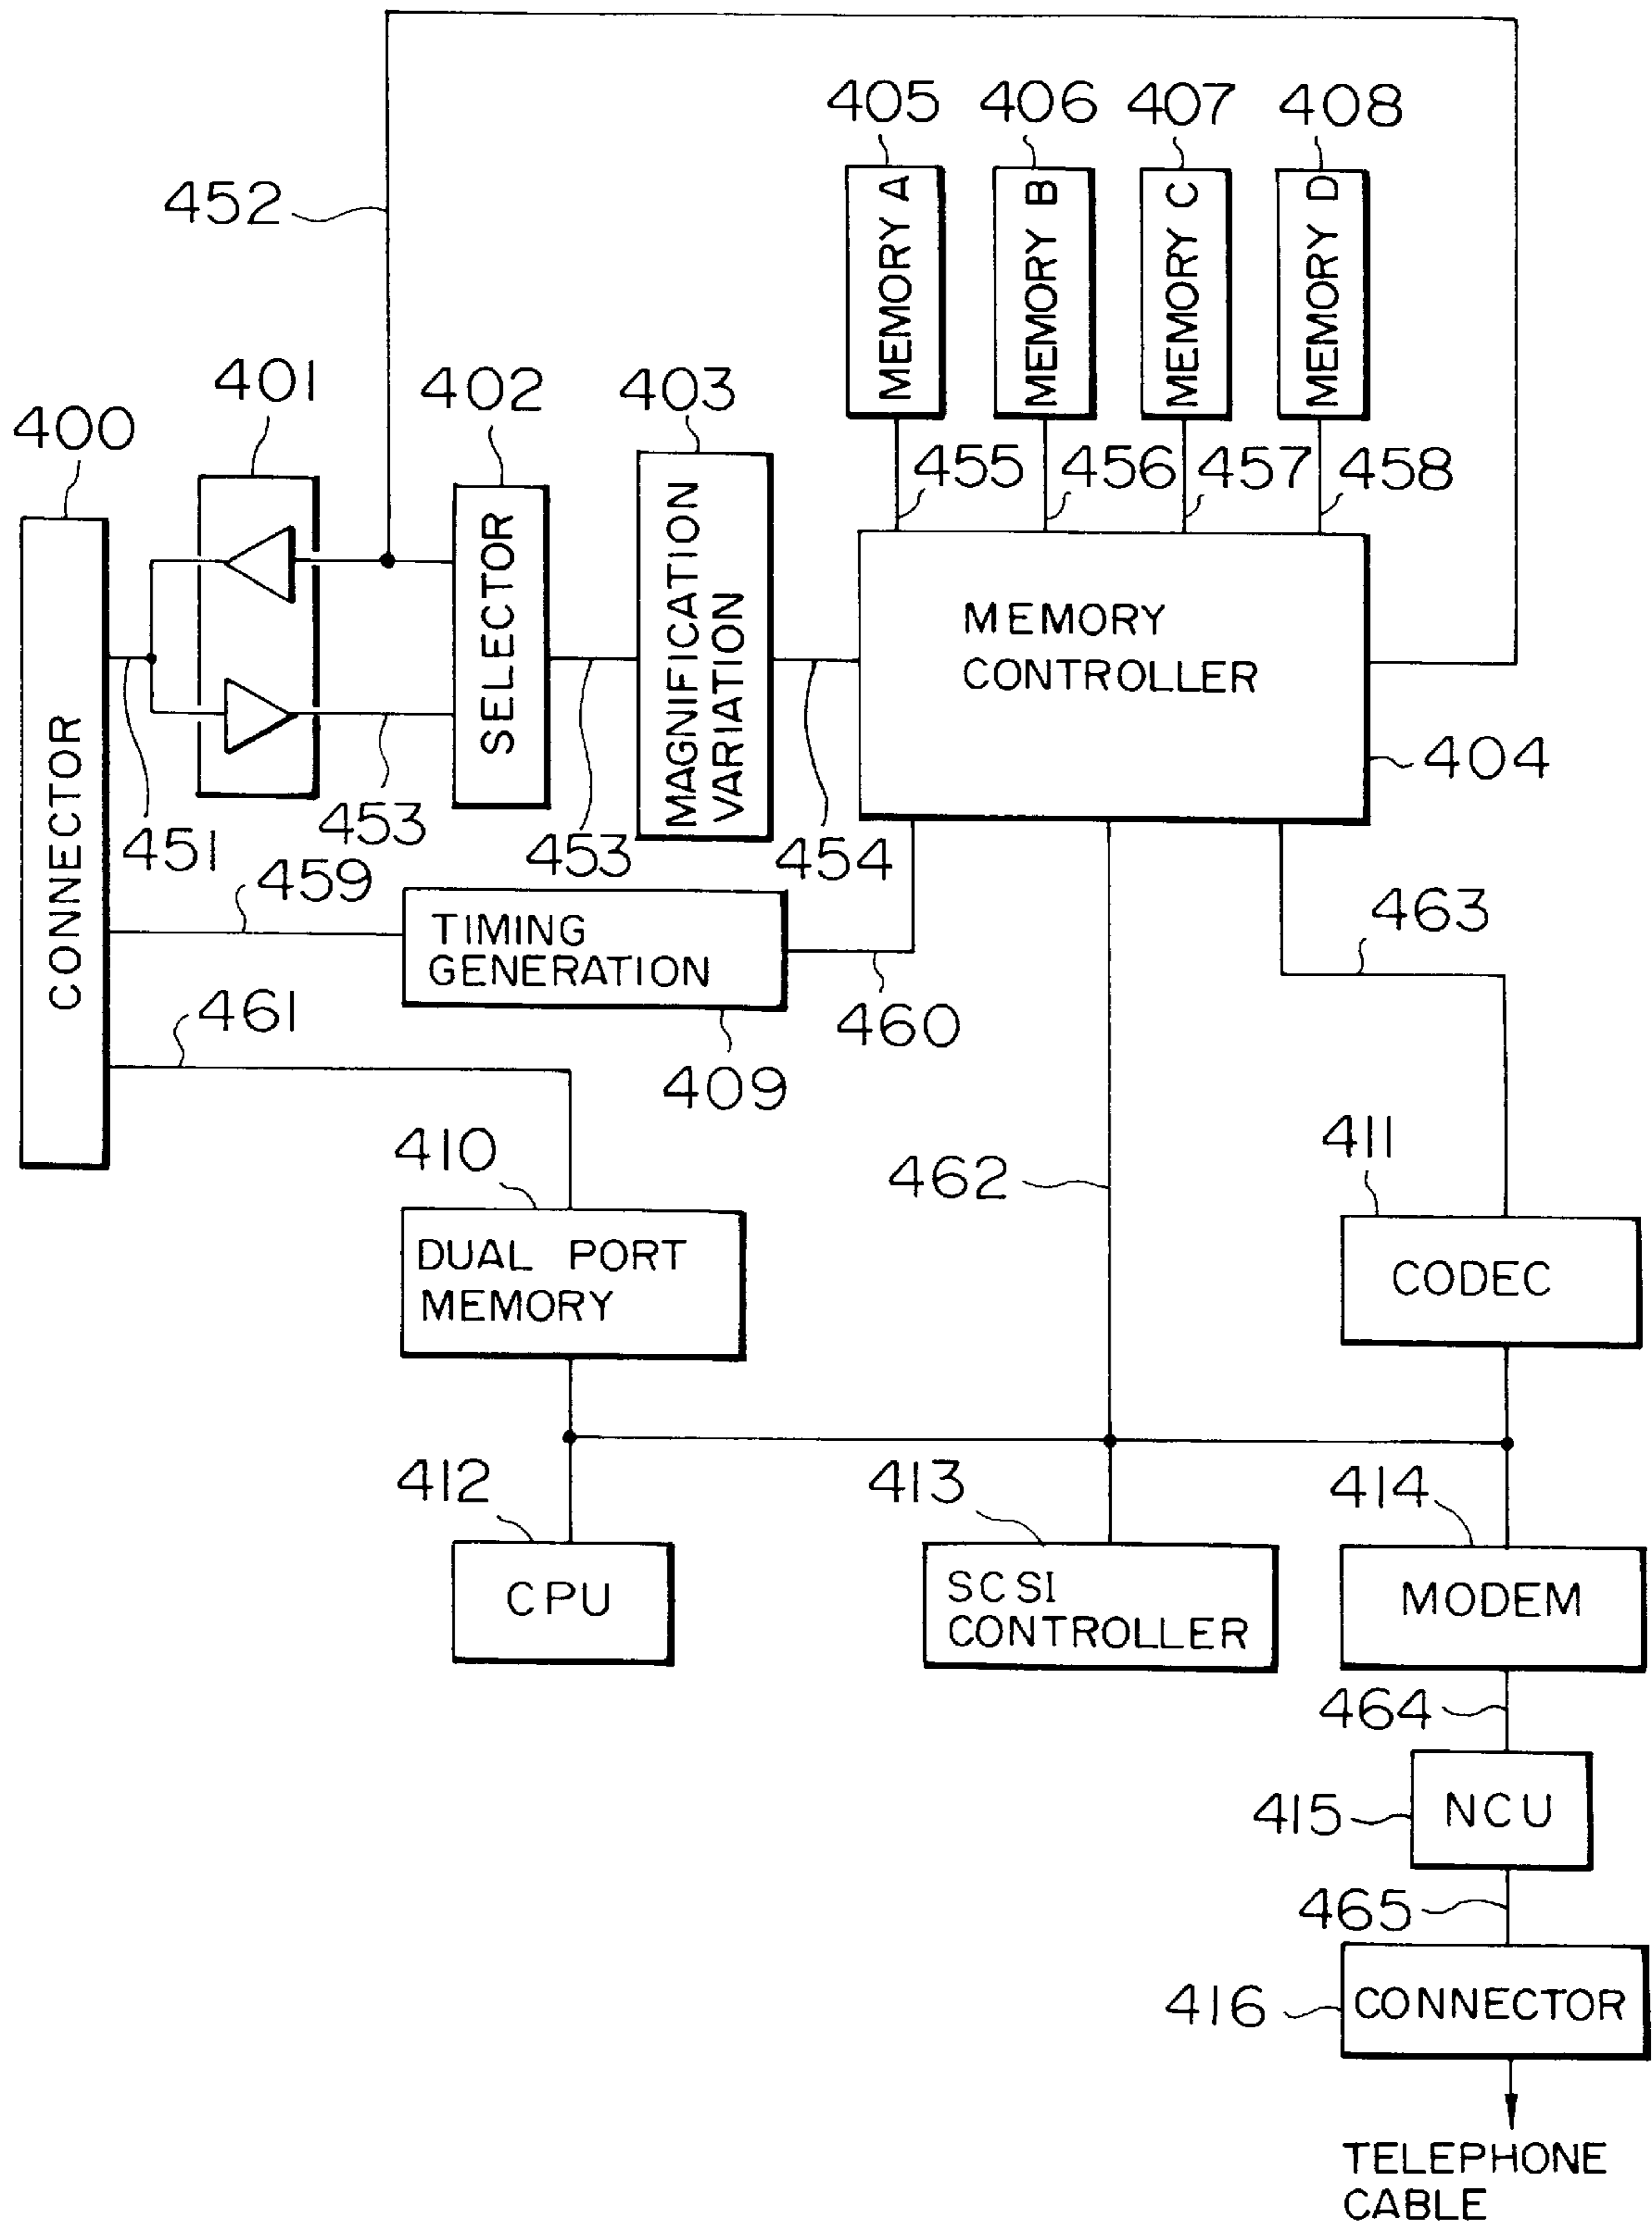 405 406 407 408
MEMORY A
MEMORY B
MEMORY C
MEMORY D
452
455 456 457 458
400 401 402 403
CONNECTOR
SELECTOR
MAGNIFICATION
VARIATION
MEMORY
CONTROLLER
404
451 453 453 454
459
TIMING
GENERATION
460
463
461
409
410
DUAL PORT
MEMORY
462
411
CODEC
412
CPU
413
SCSI
CONTROLLER
414
MODEM
464
415
NCU
465
416
CONNECTOR
TELEPHONE
CABLE